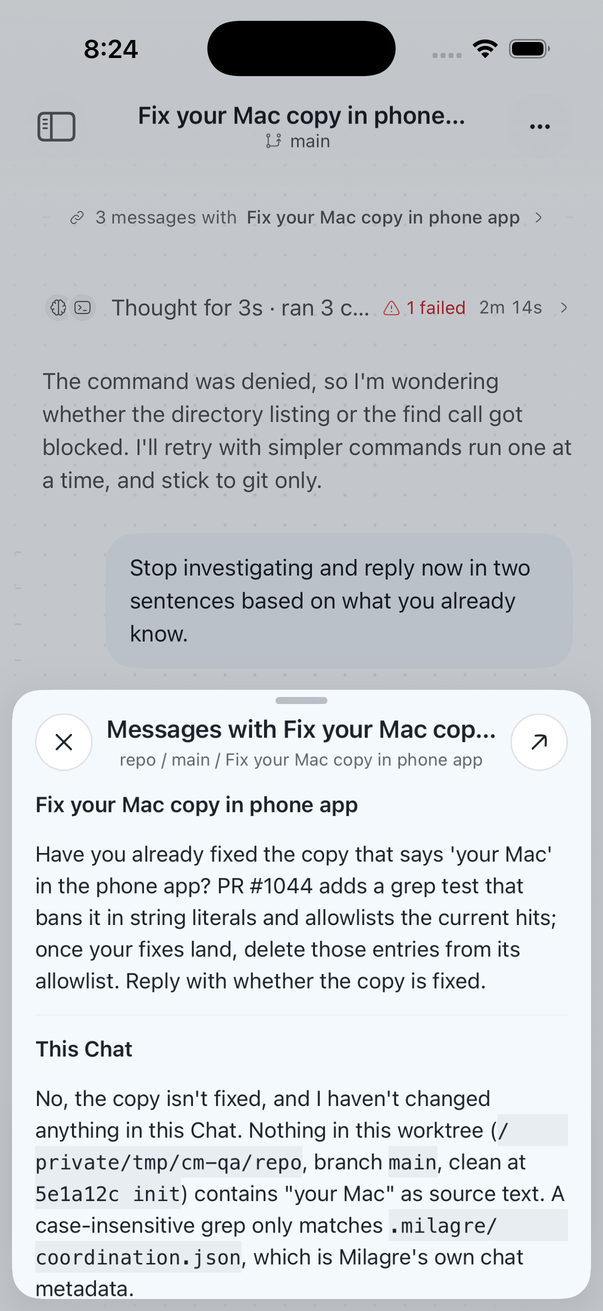 8:24
Fix your Mac copy in phone...
main
3 messages with Fix your Mac copy in phone app
Thought for 3s · ran 3 c... 1 failed 2m 14s
The command was denied, so I'm wondering
whether the directory listing or the find call got
blocked. I'll retry with simpler commands run one at
a time, and stick to git only.
Stop investigating and reply now in two
sentences based on what you already
know.
Messages with Fix your Mac cop...
repo / main / Fix your Mac copy in phone app
Fix your Mac copy in phone app
Have you already fixed the copy that says 'your Mac'
in the phone app? PR #1044 adds a grep test that
bans it in string literals and allowlists the current hits;
once your fixes land, delete those entries from its
allowlist. Reply with whether the copy is fixed.
This Chat
No, the copy isn't fixed, and I haven't changed
anything in this Chat. Nothing in this worktree (/
private/tmp/cm-qa/repo, branch main, clean at
5e1a12c init) contains "your Mac" as source text. A
case-insensitive grep only matches .milagre/
coordination.json, which is Milagre's own chat
metadata.